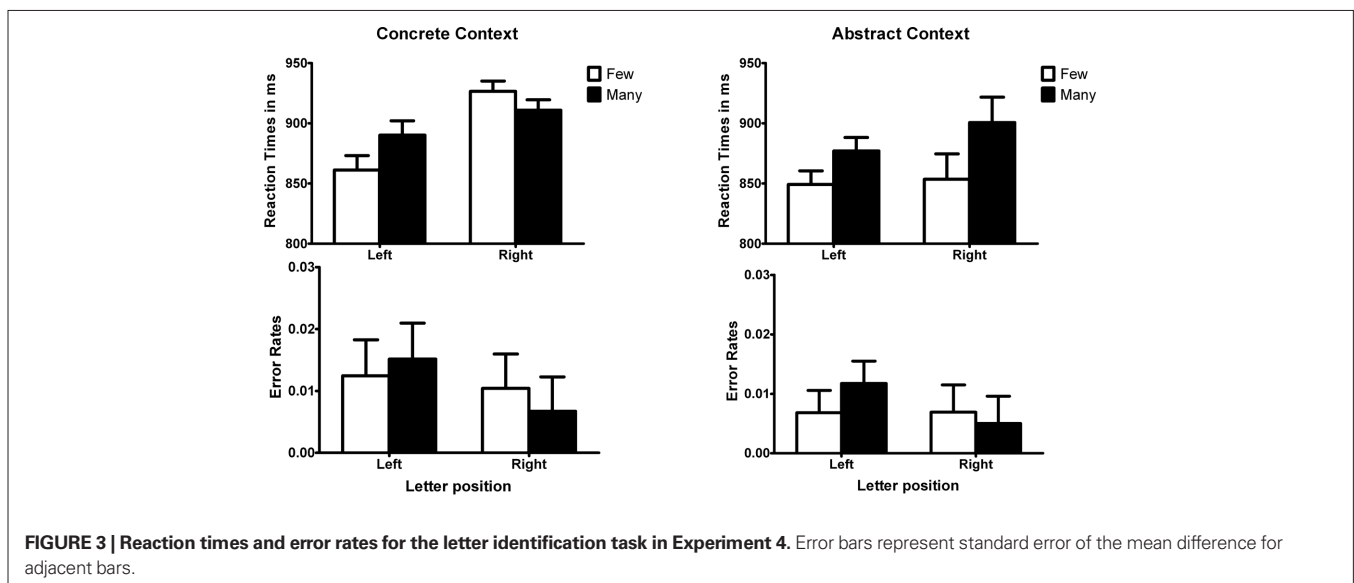 Concrete Context
950
900
850
800
Reaction Times in ms
Few
Many
Left
Right
0.03
0.02
0.01
0.00
Error Rates
Left
Right
Letter position
Abstract Context
950
900
850
800
Reaction Times in ms
Few
Many
Left
Right
0.03
0.02
0.01
0.00
Error Rates
Left
Right
Letter position
FIGURE 3 | Reaction times and error rates for the letter identification task in Experiment 4. Error bars represent standard error of the mean difference for
adjacent bars.